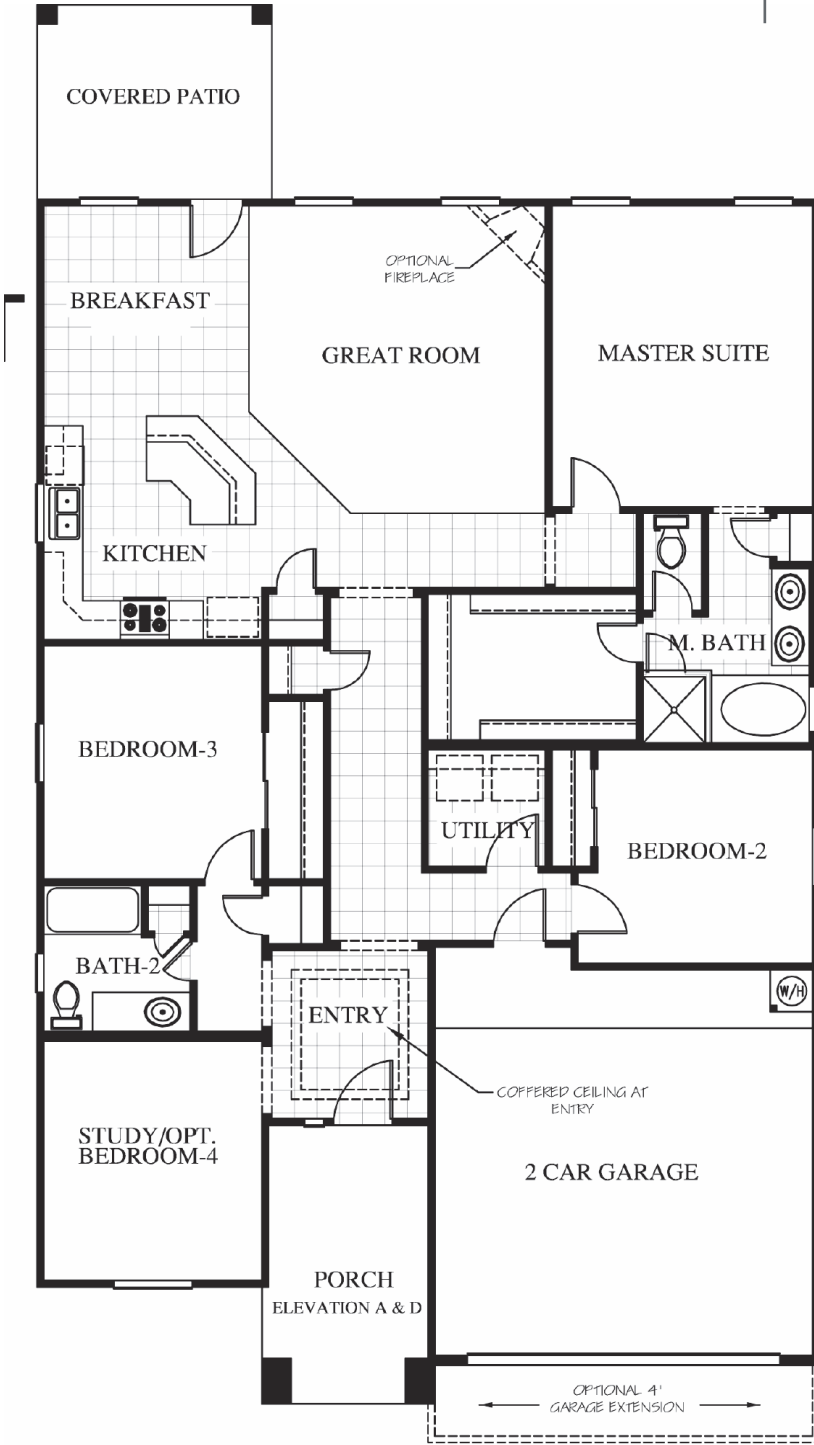 COVERED PATIO
OPTIONAL
FIREPLACE
BREAKFAST
GREAT ROOM
MASTER SUITE
KITCHEN
M. BATH
BEDROOM-3
UTILITY
BEDROOM-2
BATH-2
W/H
ENTRY
COFFERED CEILING AT
ENTRY
STUDY/OPT.
BEDROOM-4
2 CAR GARAGE
PORCH
ELEVATION A & D
OPTIONAL 4'
GARAGE EXTENSION